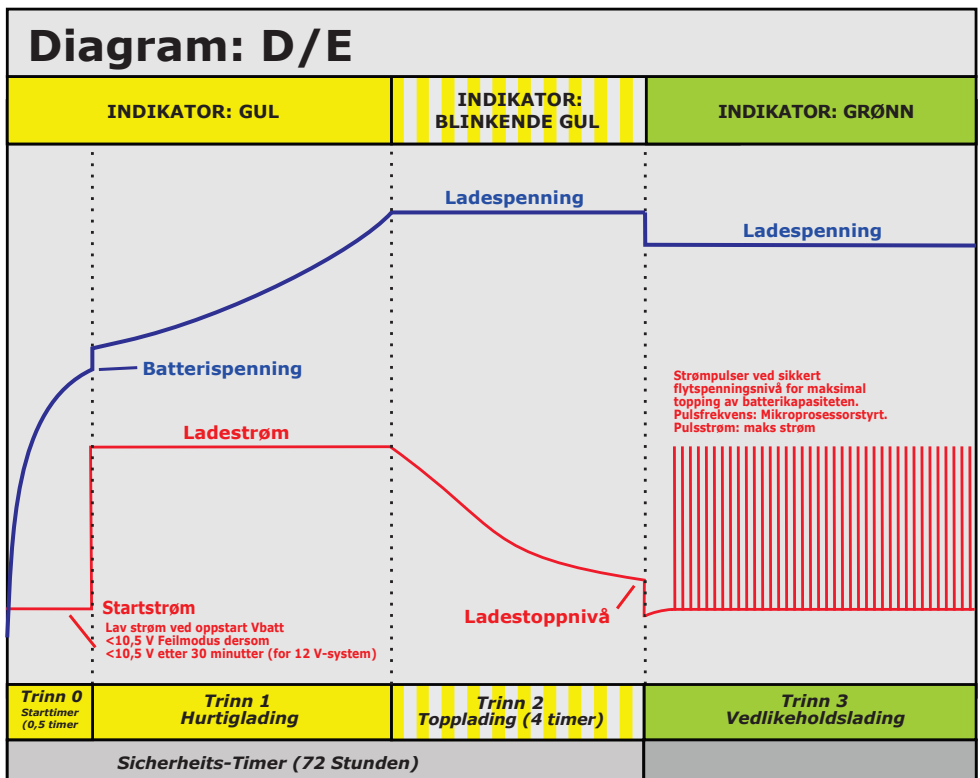 Diagram: D/E
INDIKATOR: GUL
INDIKATOR:
BLINKENDE GUL
INDIKATOR: GRØNN
Ladespenning
Ladespenning
Batterispenning
Strømpulser ved sikkert
flytspenningsnivå for maksimal
topping av batterikapasiteten.
Pulsfrekvens: Mikroprosessorstyrt.
Pulsstrøm: maks strøm
Ladestrøm
Startstrøm
Lav strøm ved oppstart Vbatt
<10,5 V Feilmodus dersom
<10,5 V etter 30 minutter (for 12 V-system)
Ladestoppnivå
Trinn 0
Starttimer
(0,5 timer
Trinn 1
Hurtiglading
Trinn 2
Topplading (4 timer)
Trinn 3
Vedlikeholdslading
Sicherheits-Timer (72 Stunden)